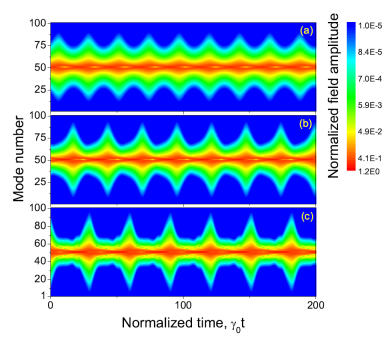 100
75
50
25
(a)
100
75
50
25
(b)
100
80
60
40
20
1
(c)
0
100
200
Mode number
Normalized time, γ₀t
1.0E-5
8.4E-5
7.0E-4
5.9E-3
4.9E-2
4.1E-1
1.2E0
Normalized field amplitude